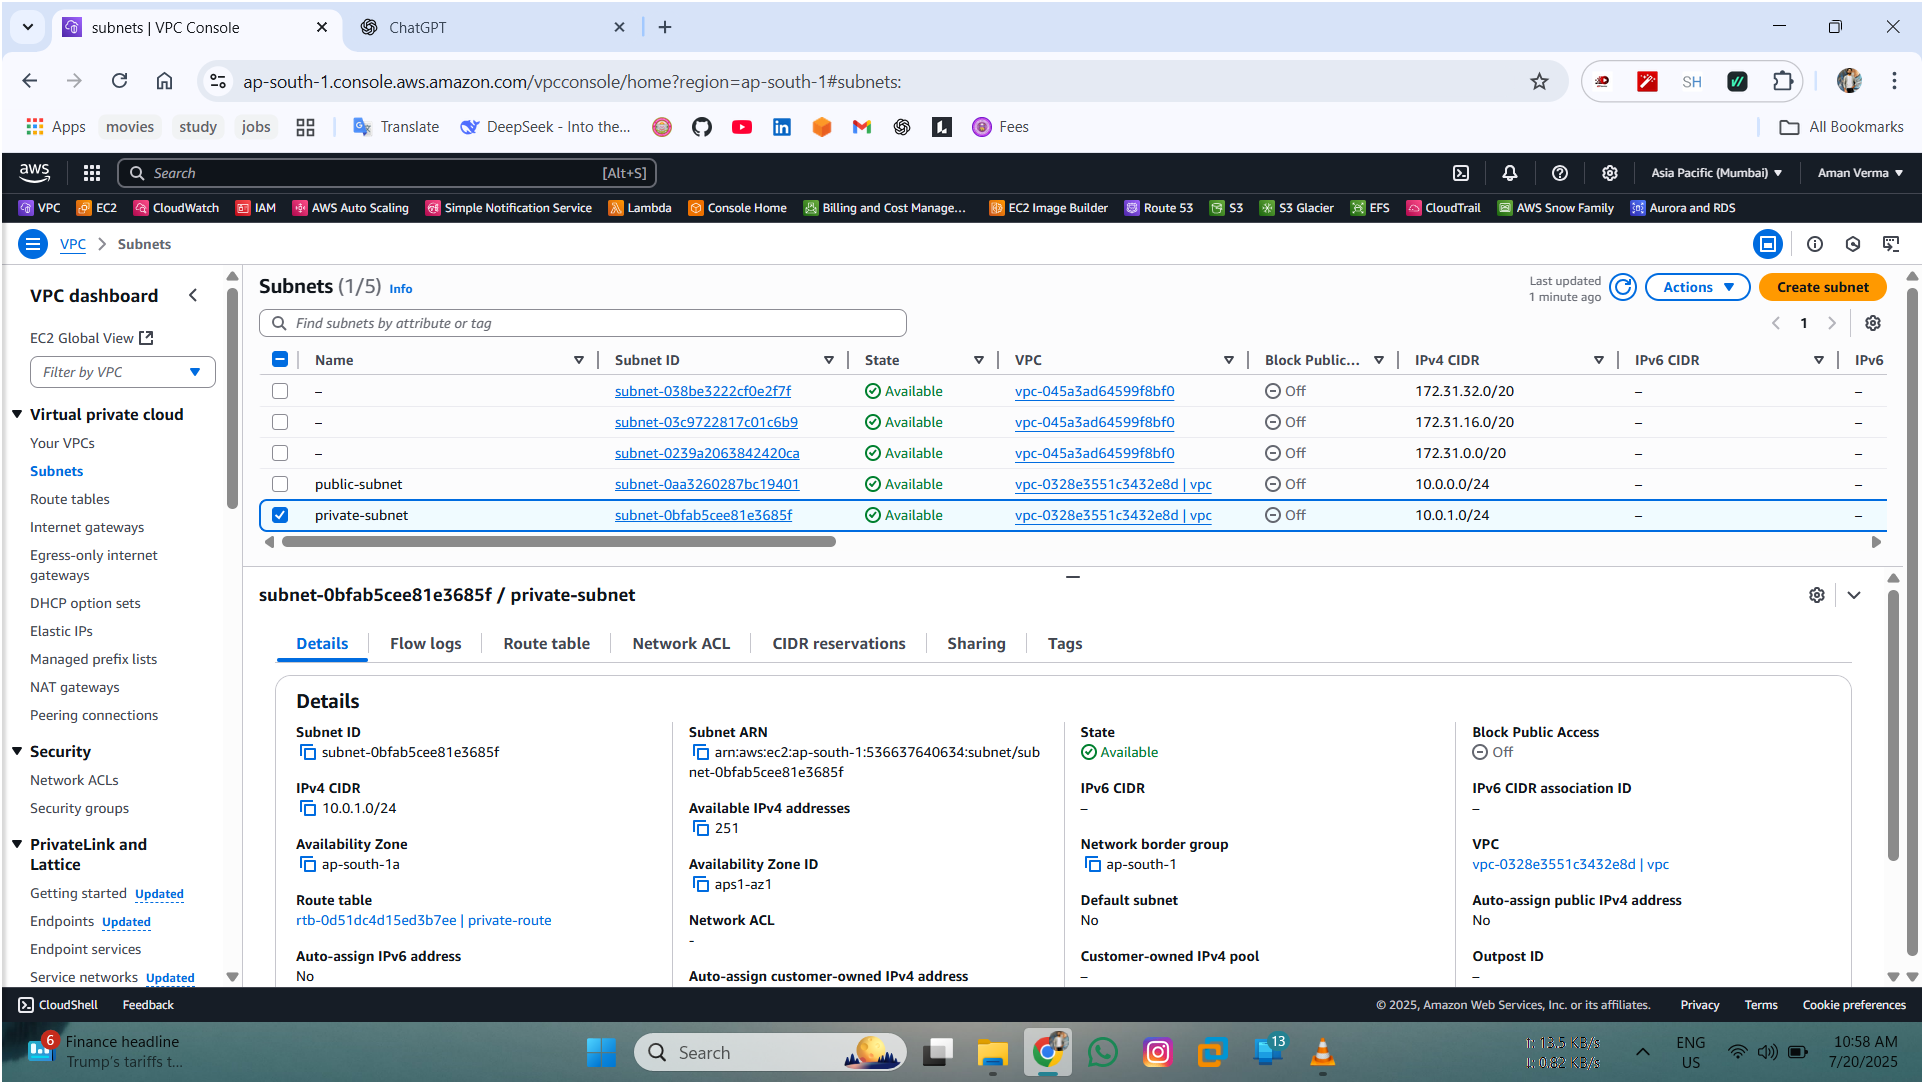 subnets | VPC Console
ChatGPT
ap-south-1.console.aws.amazon.com/vpcconsole/home?region=ap-south-1#subnets:
SH
Apps movies study jobs Translate DeepSeek - Into the... Fees All Bookmarks
aws Search [Alt+S] Asia Pacific (Mumbai) Aman Verma
VPC EC2 CloudWatch IAM AWS Auto Scaling Simple Notification Service Lambda Console Home Billing and Cost Manage... EC2 Image Builder Route 53 S3 S3 Glacier EFS CloudTrail AWS Snow Family Aurora and RDS
VPC Subnets
VPC dashboard
EC2 Global View
Filter by VPC
Virtual private cloud
Your VPCs
Subnets
Route tables
Internet gateways
Egress-only internet
gateways
DHCP option sets
Elastic IPs
Managed prefix lists
NAT gateways
Peering connections
Security
Network ACLs
Security groups
PrivateLink and
Lattice
Getting started Updated
Endpoints Updated
Endpoint services
Service networks Updated
Subnets (1/5) Info
Last updated
1 minute ago
Actions
Create subnet
Find subnets by attribute or tag
1
Name Subnet ID State VPC Block Public... IPv4 CIDR IPv6 CIDR IPv6
– subnet-038be3222cf0e2f7f Available vpc-045a3ad64599f8bf0 Off 172.31.32.0/20 – –
– subnet-03c9722817c01c6b9 Available vpc-045a3ad64599f8bf0 Off 172.31.16.0/20 – –
– subnet-0239a2063842420ca Available vpc-045a3ad64599f8bf0 Off 172.31.0.0/20 – –
public-subnet subnet-0aa3260287bc19401 Available vpc-0328e3551c3432e8d | vpc Off 10.0.0.0/24 – –
private-subnet subnet-0bfab5cee81e3685f Available vpc-0328e3551c3432e8d | vpc Off 10.0.1.0/24 – –
subnet-0bfab5cee81e3685f / private-subnet
Details Flow logs Route table Network ACL CIDR reservations Sharing Tags
Details
Subnet ID
subnet-0bfab5cee81e3685f
IPv4 CIDR
10.0.1.0/24
Availability Zone
ap-south-1a
Route table
rtb-0d51dc4d15ed3b7ee | private-route
Auto-assign IPv6 address
No
Subnet ARN
arn:aws:ec2:ap-south-1:536637640634:subnet/sub
net-0bfab5cee81e3685f
Available IPv4 addresses
251
Availability Zone ID
aps1-az1
Network ACL
-
Auto-assign customer-owned IPv4 address
State
Available
IPv6 CIDR
–
Network border group
ap-south-1
Default subnet
No
Customer-owned IPv4 pool
–
Block Public Access
Off
IPv6 CIDR association ID
–
VPC
vpc-0328e3551c3432e8d | vpc
Auto-assign public IPv4 address
No
Outpost ID
–
CloudShell Feedback © 2025, Amazon Web Services, Inc. or its affiliates. Privacy Terms Cookie preferences
6
Finance headline
Trump's tariffs t...
Search
13
ENG
US
10:58 AM
7/20/2025